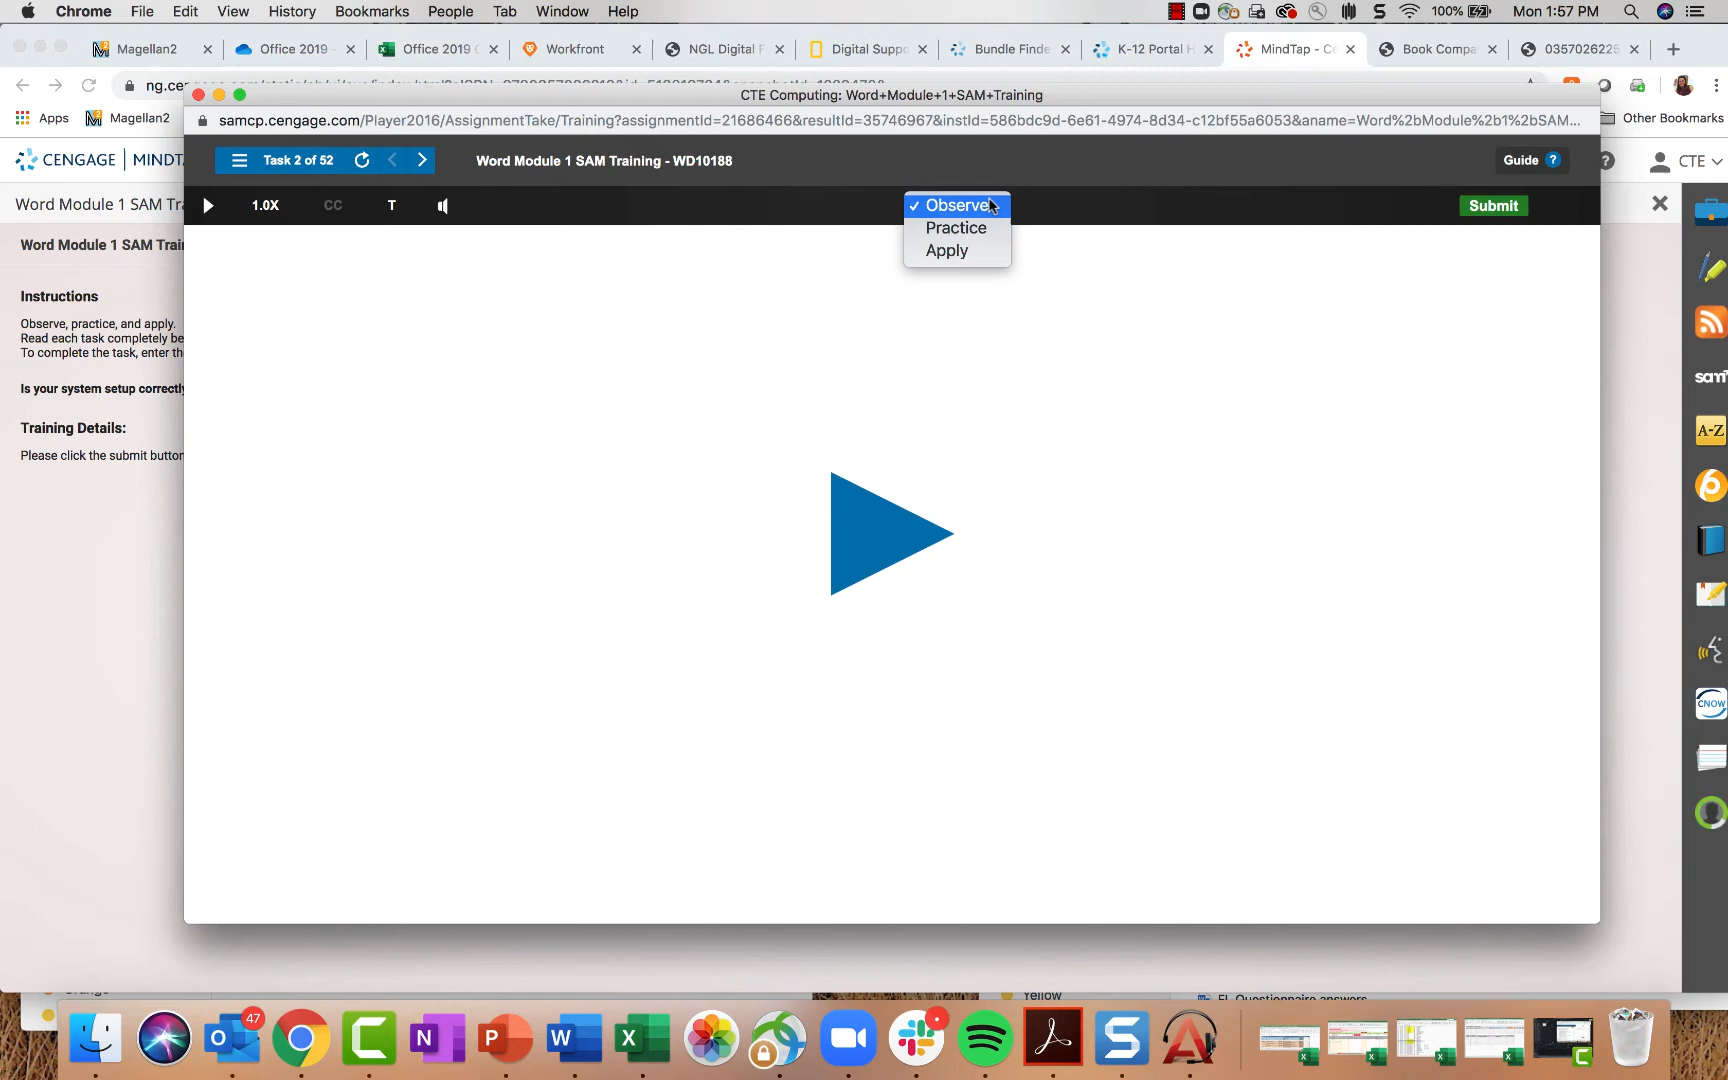 Chrome File Edit View History Bookmarks People Tab Window Help 100% Mon 1:57 PM
Magellan2 Office 2019 - Office 2019 Workfront NGL Digital Digital Suppo Bundle Finde K-12 Portal MindTap - Book Compa 0357026225
Apps Magellan2 Other Bookmarks
CTE Computing: Word+Module+1+SAM+Training
samcp.cengage.com/Player2016/AssignmentTake/Training?assignmentId=21686466&resultId=35746967&instId=586bdc9d-6e61-4974-8d34-c12bf55a6053&aname=Word%2bModule%2b1%2bSAM...
CENGAGE | MINDT
Task 2 of 52
Word Module 1 SAM Training - WD10188
Guide ?
? CTE
1.0X CC T
Observe
Practice
Apply
Submit
Word Module 1 SAM Tra
Word Module 1 SAM Trai
Instructions
Observe, practice, and apply.
Read each task completely be
To complete the task, enter th
Is your system setup correctly
Training Details:
Please click the submit button
sam
A-Z
CNOW
Yellow
47
N P W X S